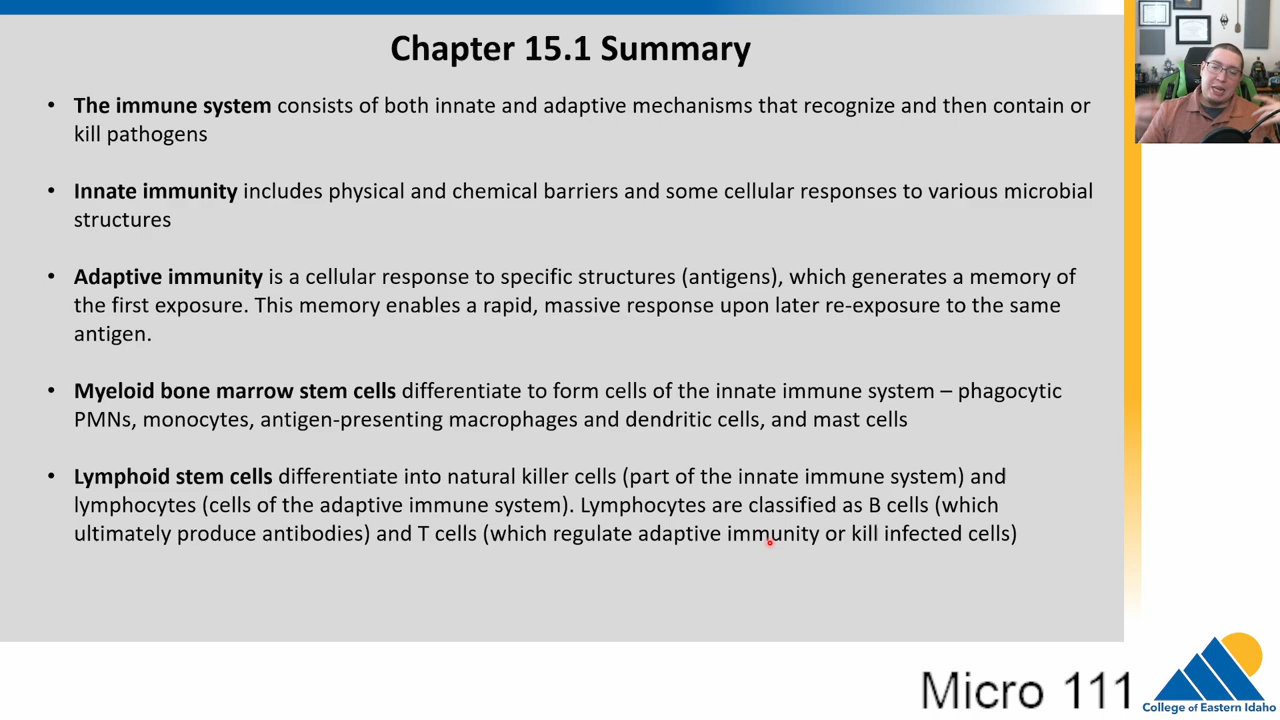 Chapter 15.1 Summary
• The immune system consists of both innate and adaptive mechanisms that recognize and then contain or
kill pathogens
• Innate immunity includes physical and chemical barriers and some cellular responses to various microbial
structures
• Adaptive immunity is a cellular response to specific structures (antigens), which generates a memory of
the first exposure. This memory enables a rapid, massive response upon later re-exposure to the same
antigen.
• Myeloid bone marrow stem cells differentiate to form cells of the innate immune system – phagocytic
PMNs, monocytes, antigen-presenting macrophages and dendritic cells, and mast cells
• Lymphoid stem cells differentiate into natural killer cells (part of the innate immune system) and
lymphocytes (cells of the adaptive immune system). Lymphocytes are classified as B cells (which
ultimately produce antibodies) and T cells (which regulate adaptive immunity or kill infected cells)
Micro 111
College of Eastern Idaho